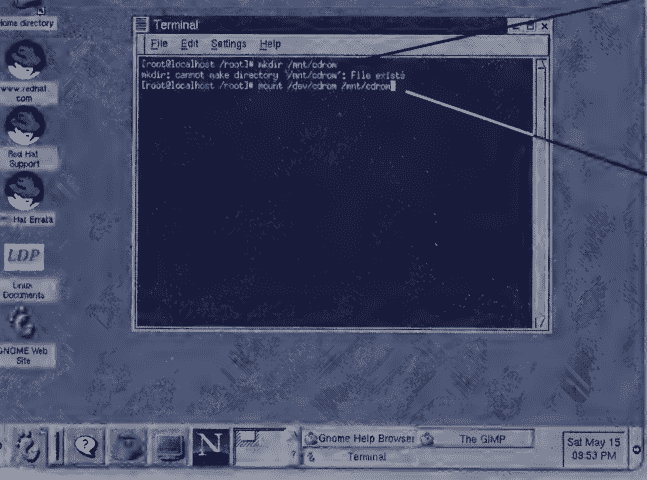 Home directory
www.redhat.
com
Red Hat
Support
Hat Errata
LDP
Linux
Documents
GNOME Web
Site
Terminal
File Edit Settings Help
[root@localhost /root]# mkdir /mnt/cdrom
mkdir: cannot make directory `/mnt/cdrom': File exists
[root@localhost /root]# mount /dev/cdrom /mnt/cdrom
?
N
?
Gnome Help Browser
The GIMP
Terminal
Sat May 15
09:53 PM